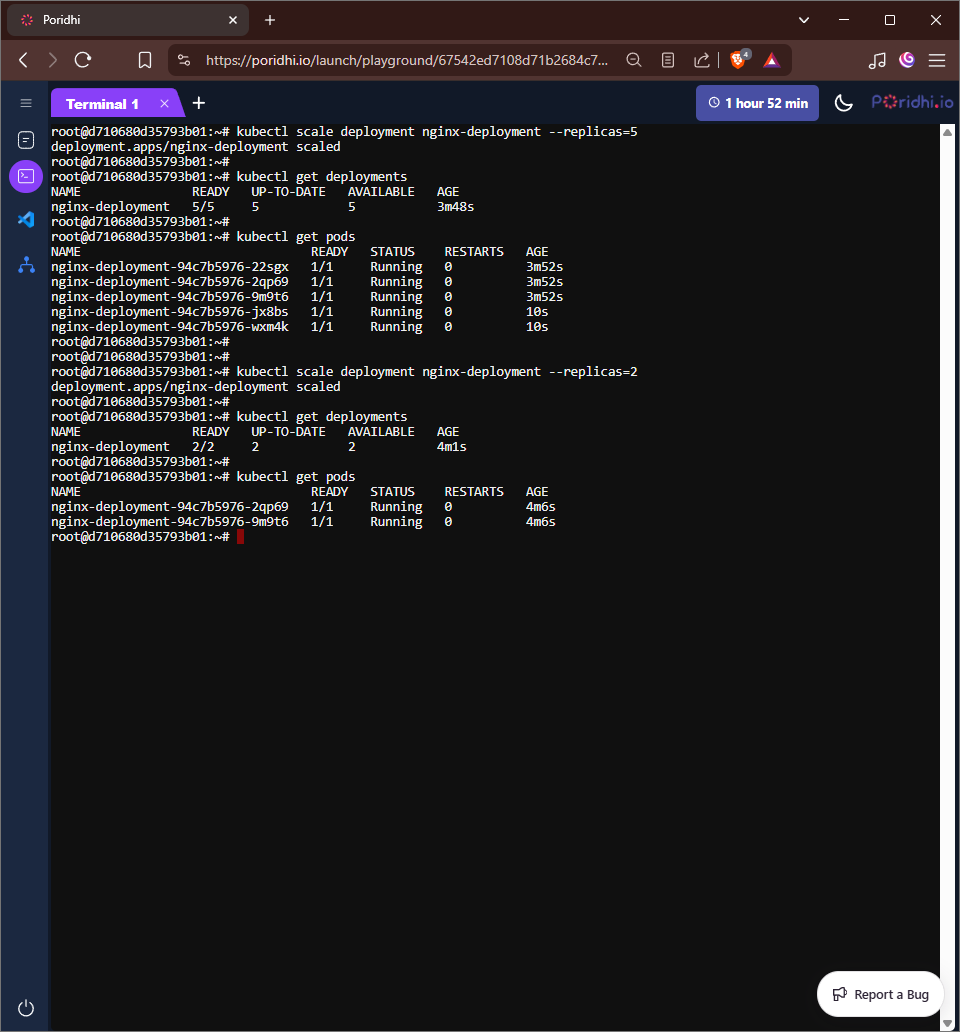 Poridhi
https://poridhi.io/launch/playground/67542ed7108d71b2684c7...
4
Terminal 1
1 hour 52 min
Poridhi.io
root@d710680d35793b01:~# kubectl scale deployment nginx-deployment --replicas=5
deployment.apps/nginx-deployment scaled
root@d710680d35793b01:~#
root@d710680d35793b01:~# kubectl get deployments
NAME READY UP-TO-DATE AVAILABLE AGE
nginx-deployment 5/5 5 5 3m48s
root@d710680d35793b01:~#
root@d710680d35793b01:~# kubectl get pods
NAME READY STATUS RESTARTS AGE
nginx-deployment-94c7b5976-22sgx 1/1 Running 0 3m52s
nginx-deployment-94c7b5976-2qp69 1/1 Running 0 3m52s
nginx-deployment-94c7b5976-9m9t6 1/1 Running 0 3m52s
nginx-deployment-94c7b5976-jx8bs 1/1 Running 0 10s
nginx-deployment-94c7b5976-wxm4k 1/1 Running 0 10s
root@d710680d35793b01:~#
root@d710680d35793b01:~#
root@d710680d35793b01:~# kubectl scale deployment nginx-deployment --replicas=2
deployment.apps/nginx-deployment scaled
root@d710680d35793b01:~#
root@d710680d35793b01:~# kubectl get deployments
NAME READY UP-TO-DATE AVAILABLE AGE
nginx-deployment 2/2 2 2 4m1s
root@d710680d35793b01:~#
root@d710680d35793b01:~# kubectl get pods
NAME READY STATUS RESTARTS AGE
nginx-deployment-94c7b5976-2qp69 1/1 Running 0 4m6s
nginx-deployment-94c7b5976-9m9t6 1/1 Running 0 4m6s
root@d710680d35793b01:~#
Report a Bug